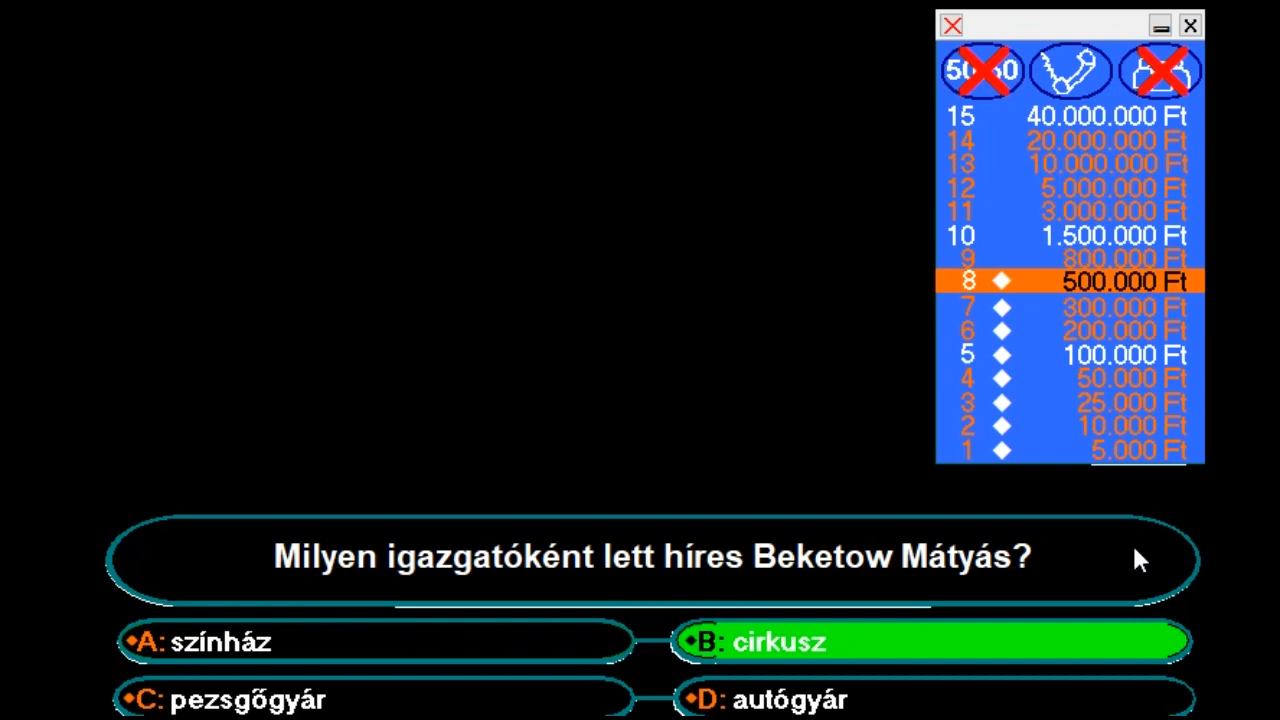 50:50
15 40.000.000 Ft
14 20.000.000 Ft
13 10.000.000 Ft
12 5.000.000 Ft
11 3.000.000 Ft
10 1.500.000 Ft
9 800.000 Ft
8 500.000 Ft
7 300.000 Ft
6 200.000 Ft
5 100.000 Ft
4 50.000 Ft
3 25.000 Ft
2 10.000 Ft
1 5.000 Ft
Milyen igazgatóként lett híres Beketow Mátyás?
A: színház
B: cirkusz
C: pezsgőgyár
D: autógyár